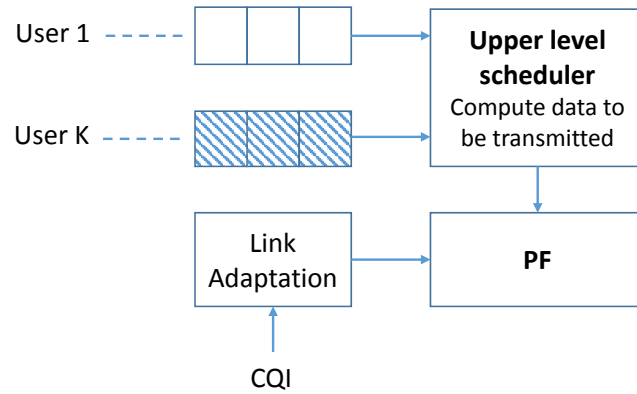 User 1
Upper level
scheduler
Compute data to
be transmitted
User K
Link
Adaptation
PF
CQI